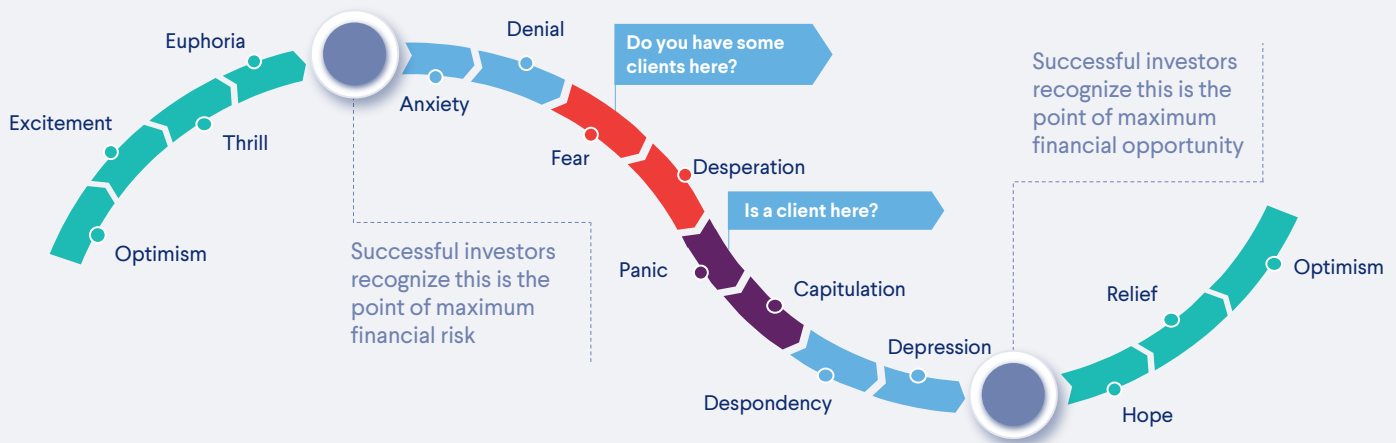 Euphoria
Excitement
Thrill
Optimism
Successful investors
recognize this is the
point of maximum
financial risk
Anxiety
Denial
Do you have some
clients here?
Fear
Desperation
Is a client here?
Panic
Capitulation
Despondency
Depression
Successful investors
recognize this is the
point of maximum
financial opportunity
Hope
Relief
Optimism